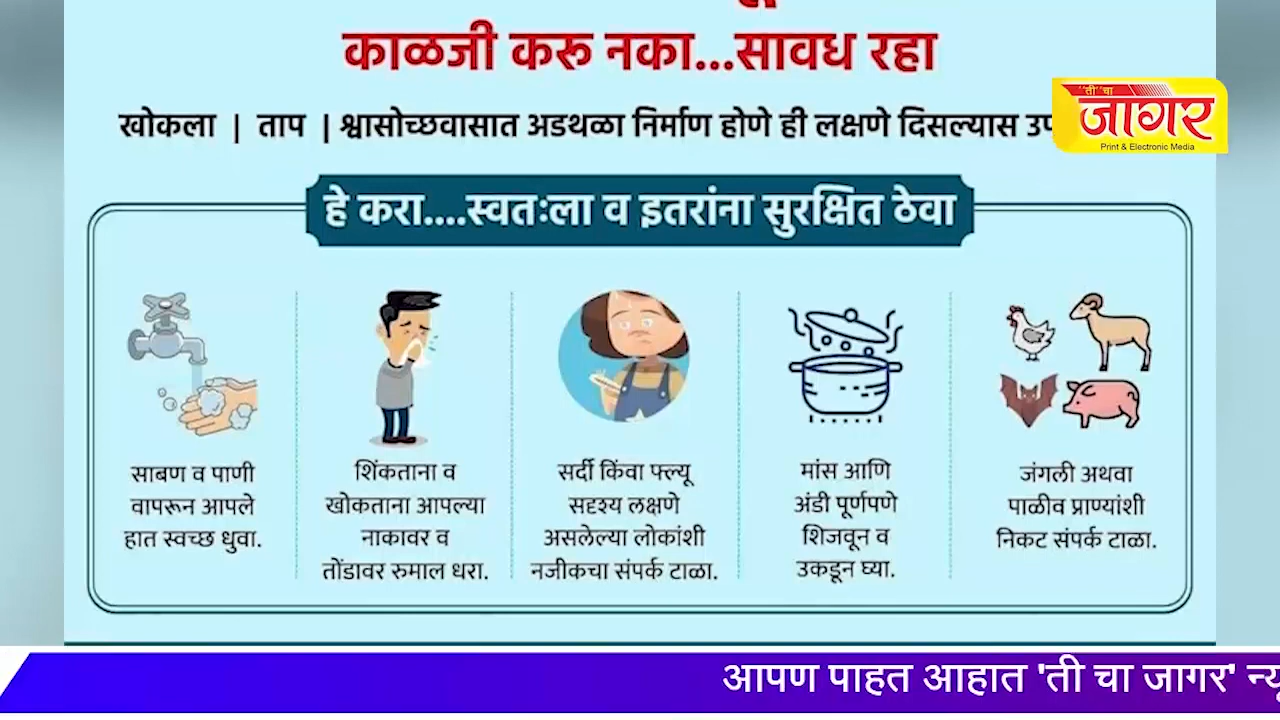 काळजी करू नका...सावध रहा
खोकला | ताप | श्वासोच्छवासात अडथळा निर्माण होणे ही लक्षणे दिसल्यास
"ती" चा
जागर
Print & Electronic Media
हे करा....स्वतःला व इतरांना सुरक्षित ठेवा
साबण व पाणी
वापरून आपले
हात स्वच्छ धुवा.
शिंकताना व
खोकताना आपल्या
नाकावर व
तोंडावर रुमाल धरा.
सर्दी किंवा फ्ल्यू
सदृश्य लक्षणे
असलेल्या लोकांशी
नजीकचा संपर्क टाळा.
मांस आणि
अंडी पूर्णपणे
शिजवून व
उकडून घ्या.
जंगली अथवा
पाळीव प्राण्यांशी
निकट संपर्क टाळा.
आपण पाहत आहात 'ती चा जागर'